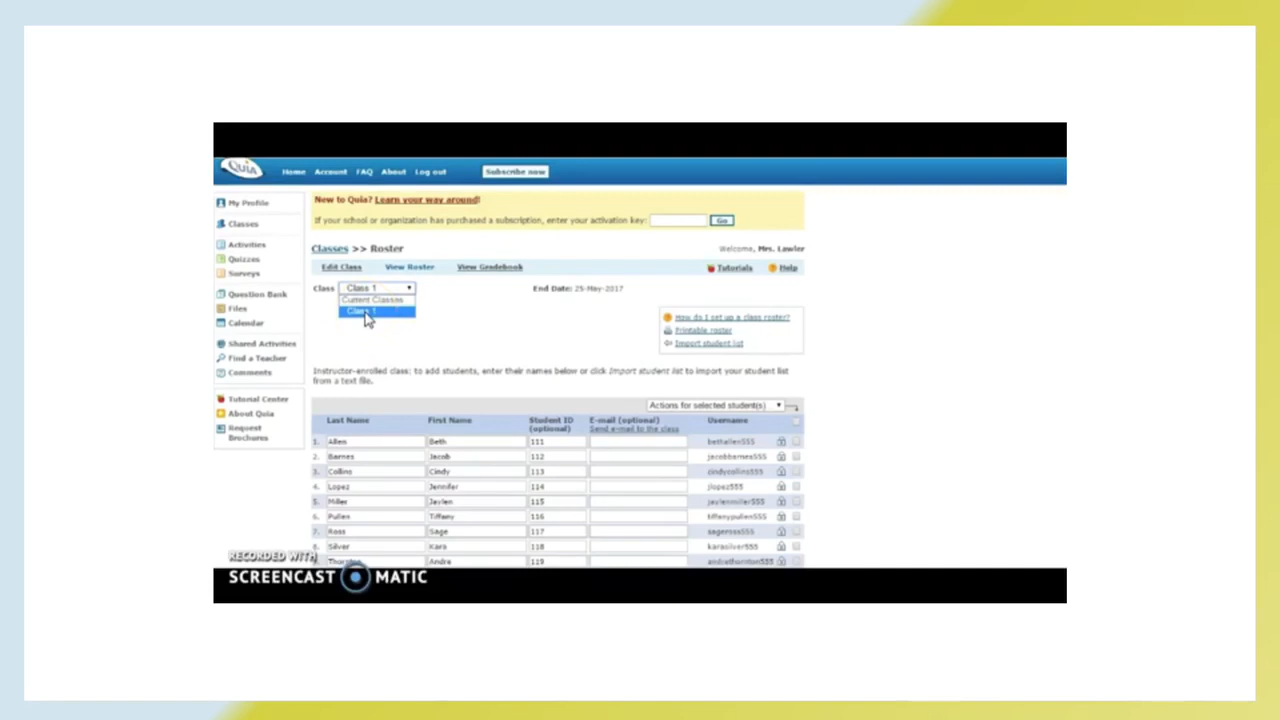 QUIA Home Account FAQ About Log out Subscribe now
My Profile
Classes
Activities
Quizzes
Surveys
Question Bank
Files
Calendar
Shared Activities
Find a Teacher
Comments
Tutorial Center
About Quia
Request
Brochures
New to Quia? Learn your way around!
If your school or organization has purchased a subscription, enter your activation key: Go
Classes >> Roster Welcome, Mrs. Lawler
Edit Class View Roster View Gradebook Tutorials Help
Class Class 1 End Date: 25-May-2017
Current Classes
Class 1
How do I set up a class roster?
Printable roster
Import student list
Instructor-enrolled class: to add students, enter their names below or click Import student list to import your student list
from a text file.
Actions for selected student(s)
Last Name First Name Student ID E-mail (optional) Username
(optional) Send e-mail to the class
1. Allen Beth 111 bethallen555
2. Barnes Jacob 112 jacobbarnes555
3. Collins Cindy 113 cindycollins555
4. Lopez Jennifer 114 jlopez555
5. Miller Jaylen 115 jaylenmiller555
6. Pullen Tiffany 116 tiffanypullen555
7. Ross Sage 117 sageross555
8. Silver Kara 118 karasilver555
Thornton Andre 119 andrethornton555
RECORDED WITH
SCREENCAST MATIC